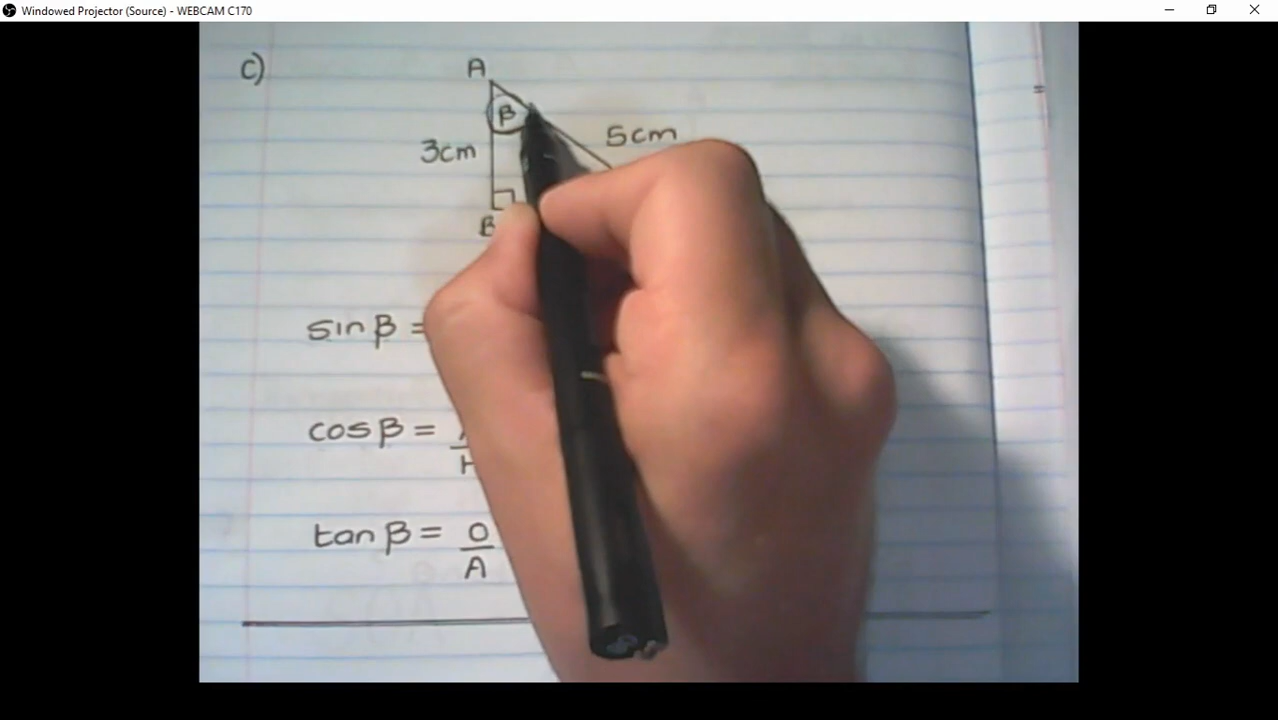 Windowed Projector (Source) - WEBCAM C170
c)
A
β
3cm
5cm
B
sin β =
cos β =
H
tan β = O
A